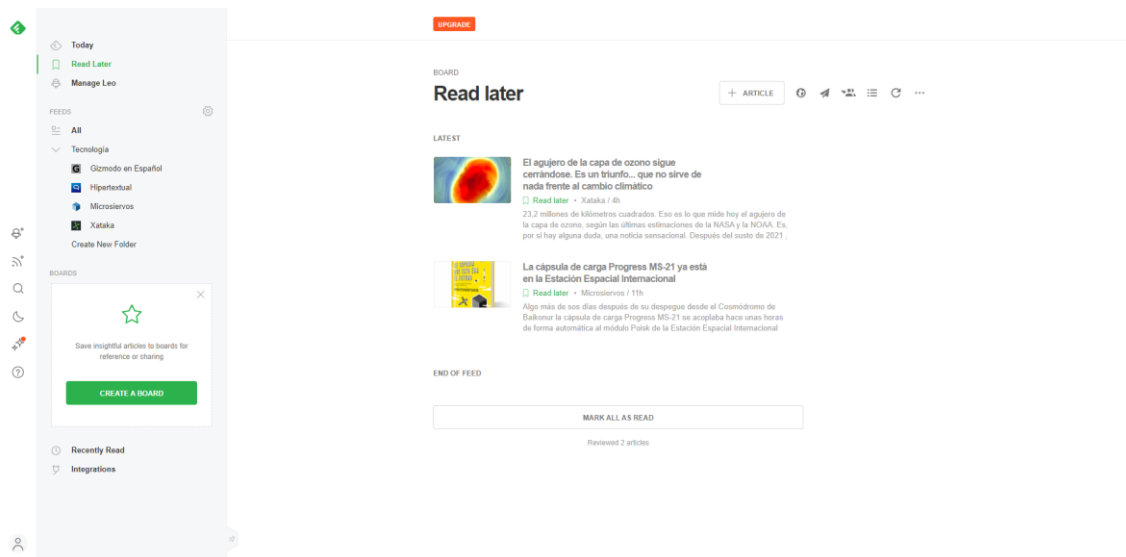 UPGRADE
Today
Read Later
Manage Leo
FEEDS
All
Tecnología
Gizmodo en Español
Hipertextual
Microsiervos
Xataka
Create New Folder
BOARDS
Save insightful articles to boards for
reference or sharing
CREATE A BOARD
Recently Read
Integrations
BOARD
Read later
+ ARTICLE
LATEST
El agujero de la capa de ozono sigue
cerrándose. Es un triunfo... que no sirve de
nada frente al cambio climático
Read later • Xataka / 4h
23,2 millones de kilómetros cuadrados. Eso es lo que mide hoy el agujero de
la capa de ozono, según las últimas estimaciones de la NASA y la NOAA. Es,
por si hay alguna duda, una noticia sensacional. Después del susto de 2021 ,
La cápsula de carga Progress MS-21 ya está
en la Estación Espacial Internacional
Read later • Microsiervos / 11h
Algo más de sos días después de su despegue desde el Cosmódromo de
Baikonur la cápsula de carga Progress MS-21 se acoplaba hace unas horas
de forma automática al módulo Poisk de la Estación Espacial Internacional
END OF FEED
MARK ALL AS READ
Reviewed 2 articles